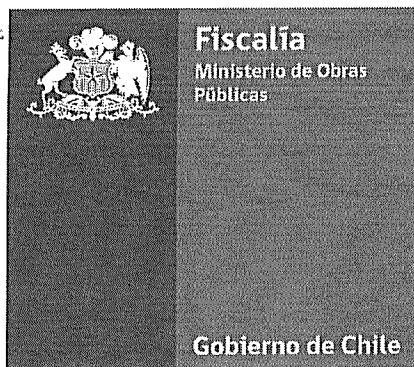 Fiscalía
Ministerio de Obras
Públicas
Gobierno de Chile